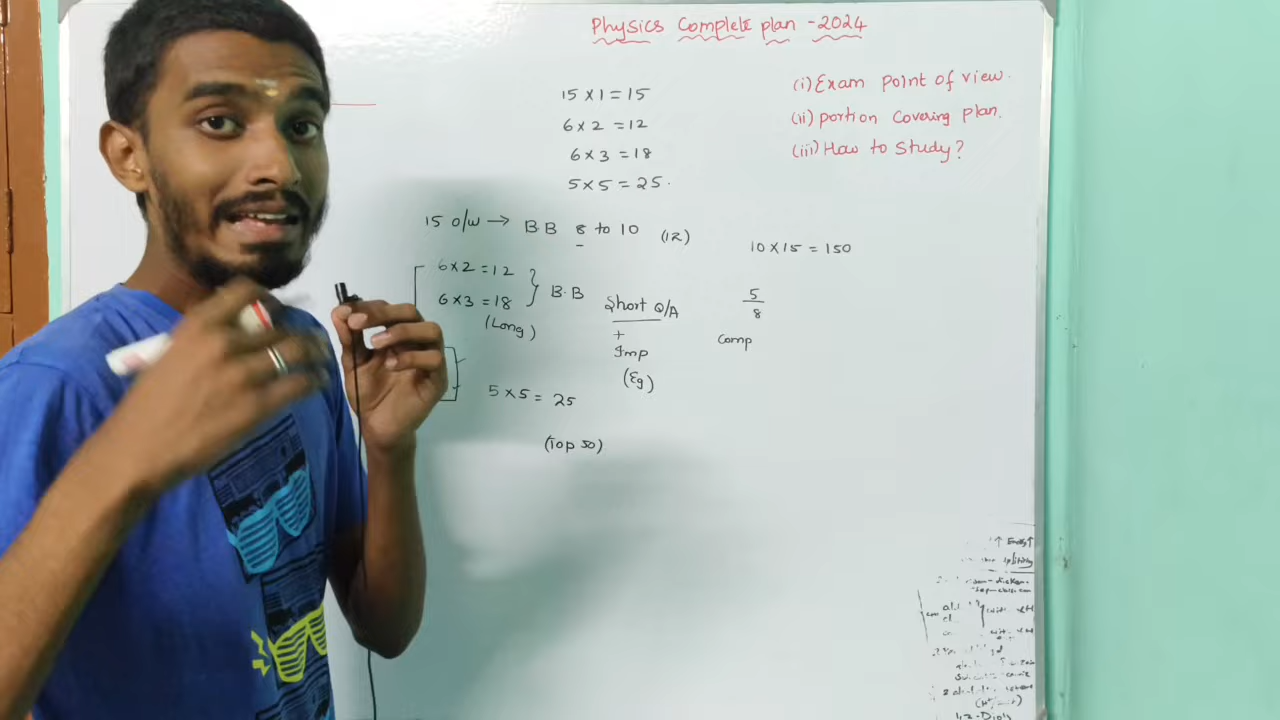 Physics Complete plan - 2024
15 x 1 = 15
6 x 2 = 12
6 x 3 = 18
5 x 5 = 25.
(i) Exam point of view.
(ii) portion Covering plan.
(iii) How to Study?
15 o/w → B.B 8 to 10 (12)
10 x 15 = 150
6 x 2 = 12
6 x 3 = 18
(Long)
B.B
Short Q/A
+
Imp
(Eg)
5
8
Comp
5 x 5 = 25
(Top 50)